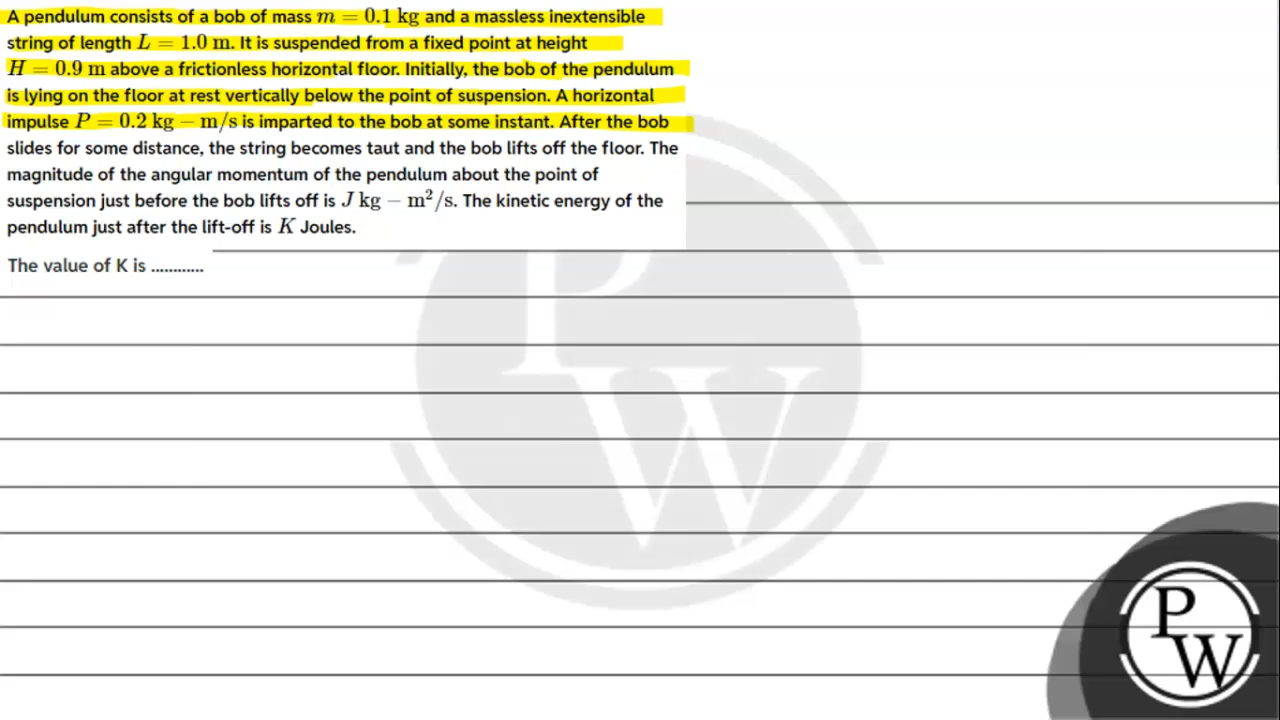 A pendulum consists of a bob of mass m = 0.1 kg and a massless inextensible
string of length L = 1.0 m. It is suspended from a fixed point at height
H = 0.9 m above a frictionless horizontal floor. Initially, the bob of the pendulum
is lying on the floor at rest vertically below the point of suspension. A horizontal
impulse P = 0.2 kg − m/s is imparted to the bob at some instant. After the bob
slides for some distance, the string becomes taut and the bob lifts off the floor. The
magnitude of the angular momentum of the pendulum about the point of
suspension just before the bob lifts off is J kg − m²/s. The kinetic energy of the
pendulum just after the lift-off is K Joules.
The value of K is ............
P
W
P
W